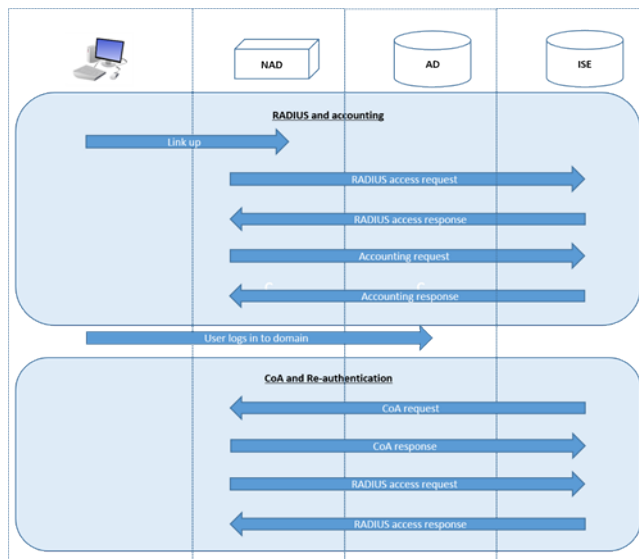 NAD
AD
ISE
RADIUS and accounting
Link up
RADIUS access request
RADIUS access response
Accounting request
Accounting response
User logs in to domain
CoA and Re-authentication
CoA request
CoA response
RADIUS access request
RADIUS access response